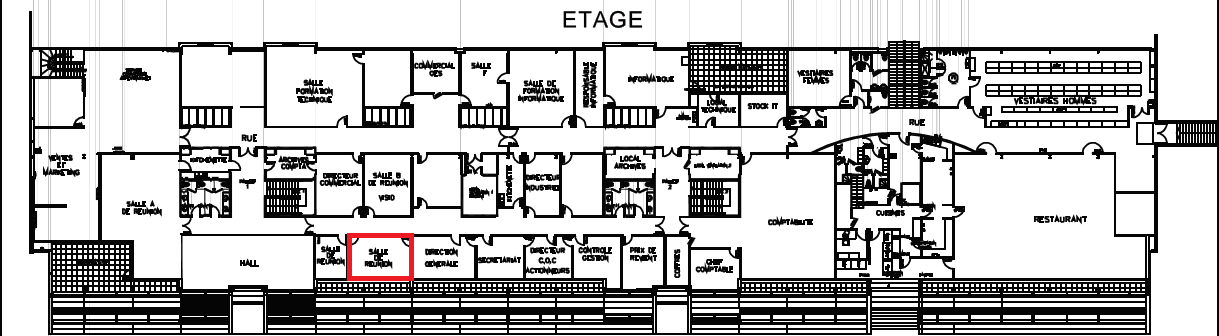 ETAGE
SALLE
FORMATION
TECHNIQUE
COMMERCIAL
CES
SALLE
F
SALLE DE
FORMATION
INFORMATIQUE
RESPONSABLE
INFORMATIQUE
INFORMATIQUE
LOCAL
TECHNIQUE
STOCK IT
VESTIAIRES
FEMMES
VESTIAIRES HOMMES
RUE
RUE
VENTES
ET
MARKETING
SALLE A
DE REUNION
ARCHIVES
COMPTA
DIRECTEUR
COMMERCIAL
SALLE B
DE REUNION
VISIO
DIRECTEUR
INDUSTRIEL
LOCAL
ARCHIVES
COMPTABILITE
CUISINES
RESTAURANT
HALL
SALLE
DE
REUNION
SALLE
DE
REUNION
DIRECTION
GENERALE
SECRETARIAT
DIRECTEUR
C.O.C
ACTIONNEURS
CONTROLE
GESTION
PRIX DE
REVIENT
COFFRES
CHEF
COMPTABLE